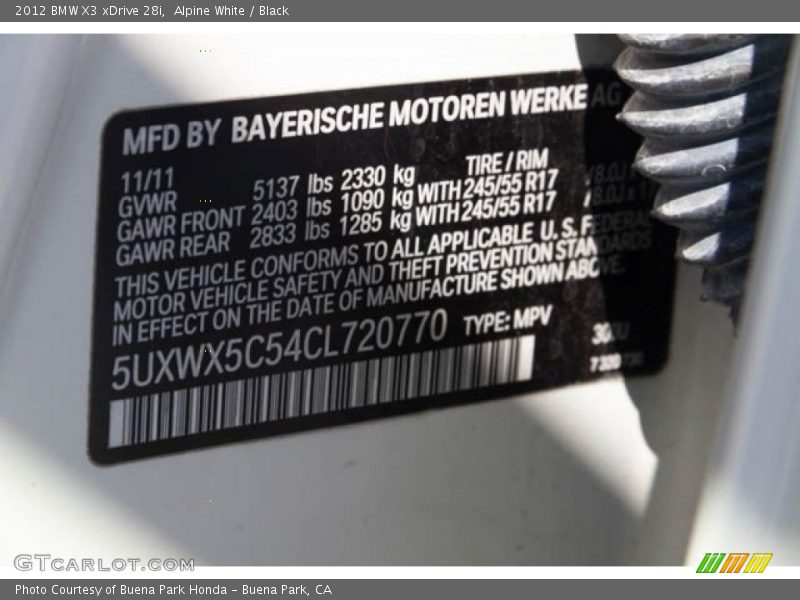 2012 BMW X3 xDrive 28i, Alpine White / Black
MFD BY BAYERISCHE MOTOREN WERKE AG
11/11 TIRE / RIM
GVWR 5137 lbs 2330 kg
GAWR FRONT 2403 lbs 1090 kg WITH 245/55 R17
GAWR REAR 2833 lbs 1285 kg WITH 245/55 R17
THIS VEHICLE CONFORMS TO ALL APPLICABLE U. S. FEDERAL
MOTOR VEHICLE SAFETY AND THEFT PREVENTION STANDARDS
IN EFFECT ON THE DATE OF MANUFACTURE SHOWN ABOVE
5UXWX5C54CL720770 TYPE: MPV
GTCARLOT.COM
Photo Courtesy of Buena Park Honda - Buena Park, CA